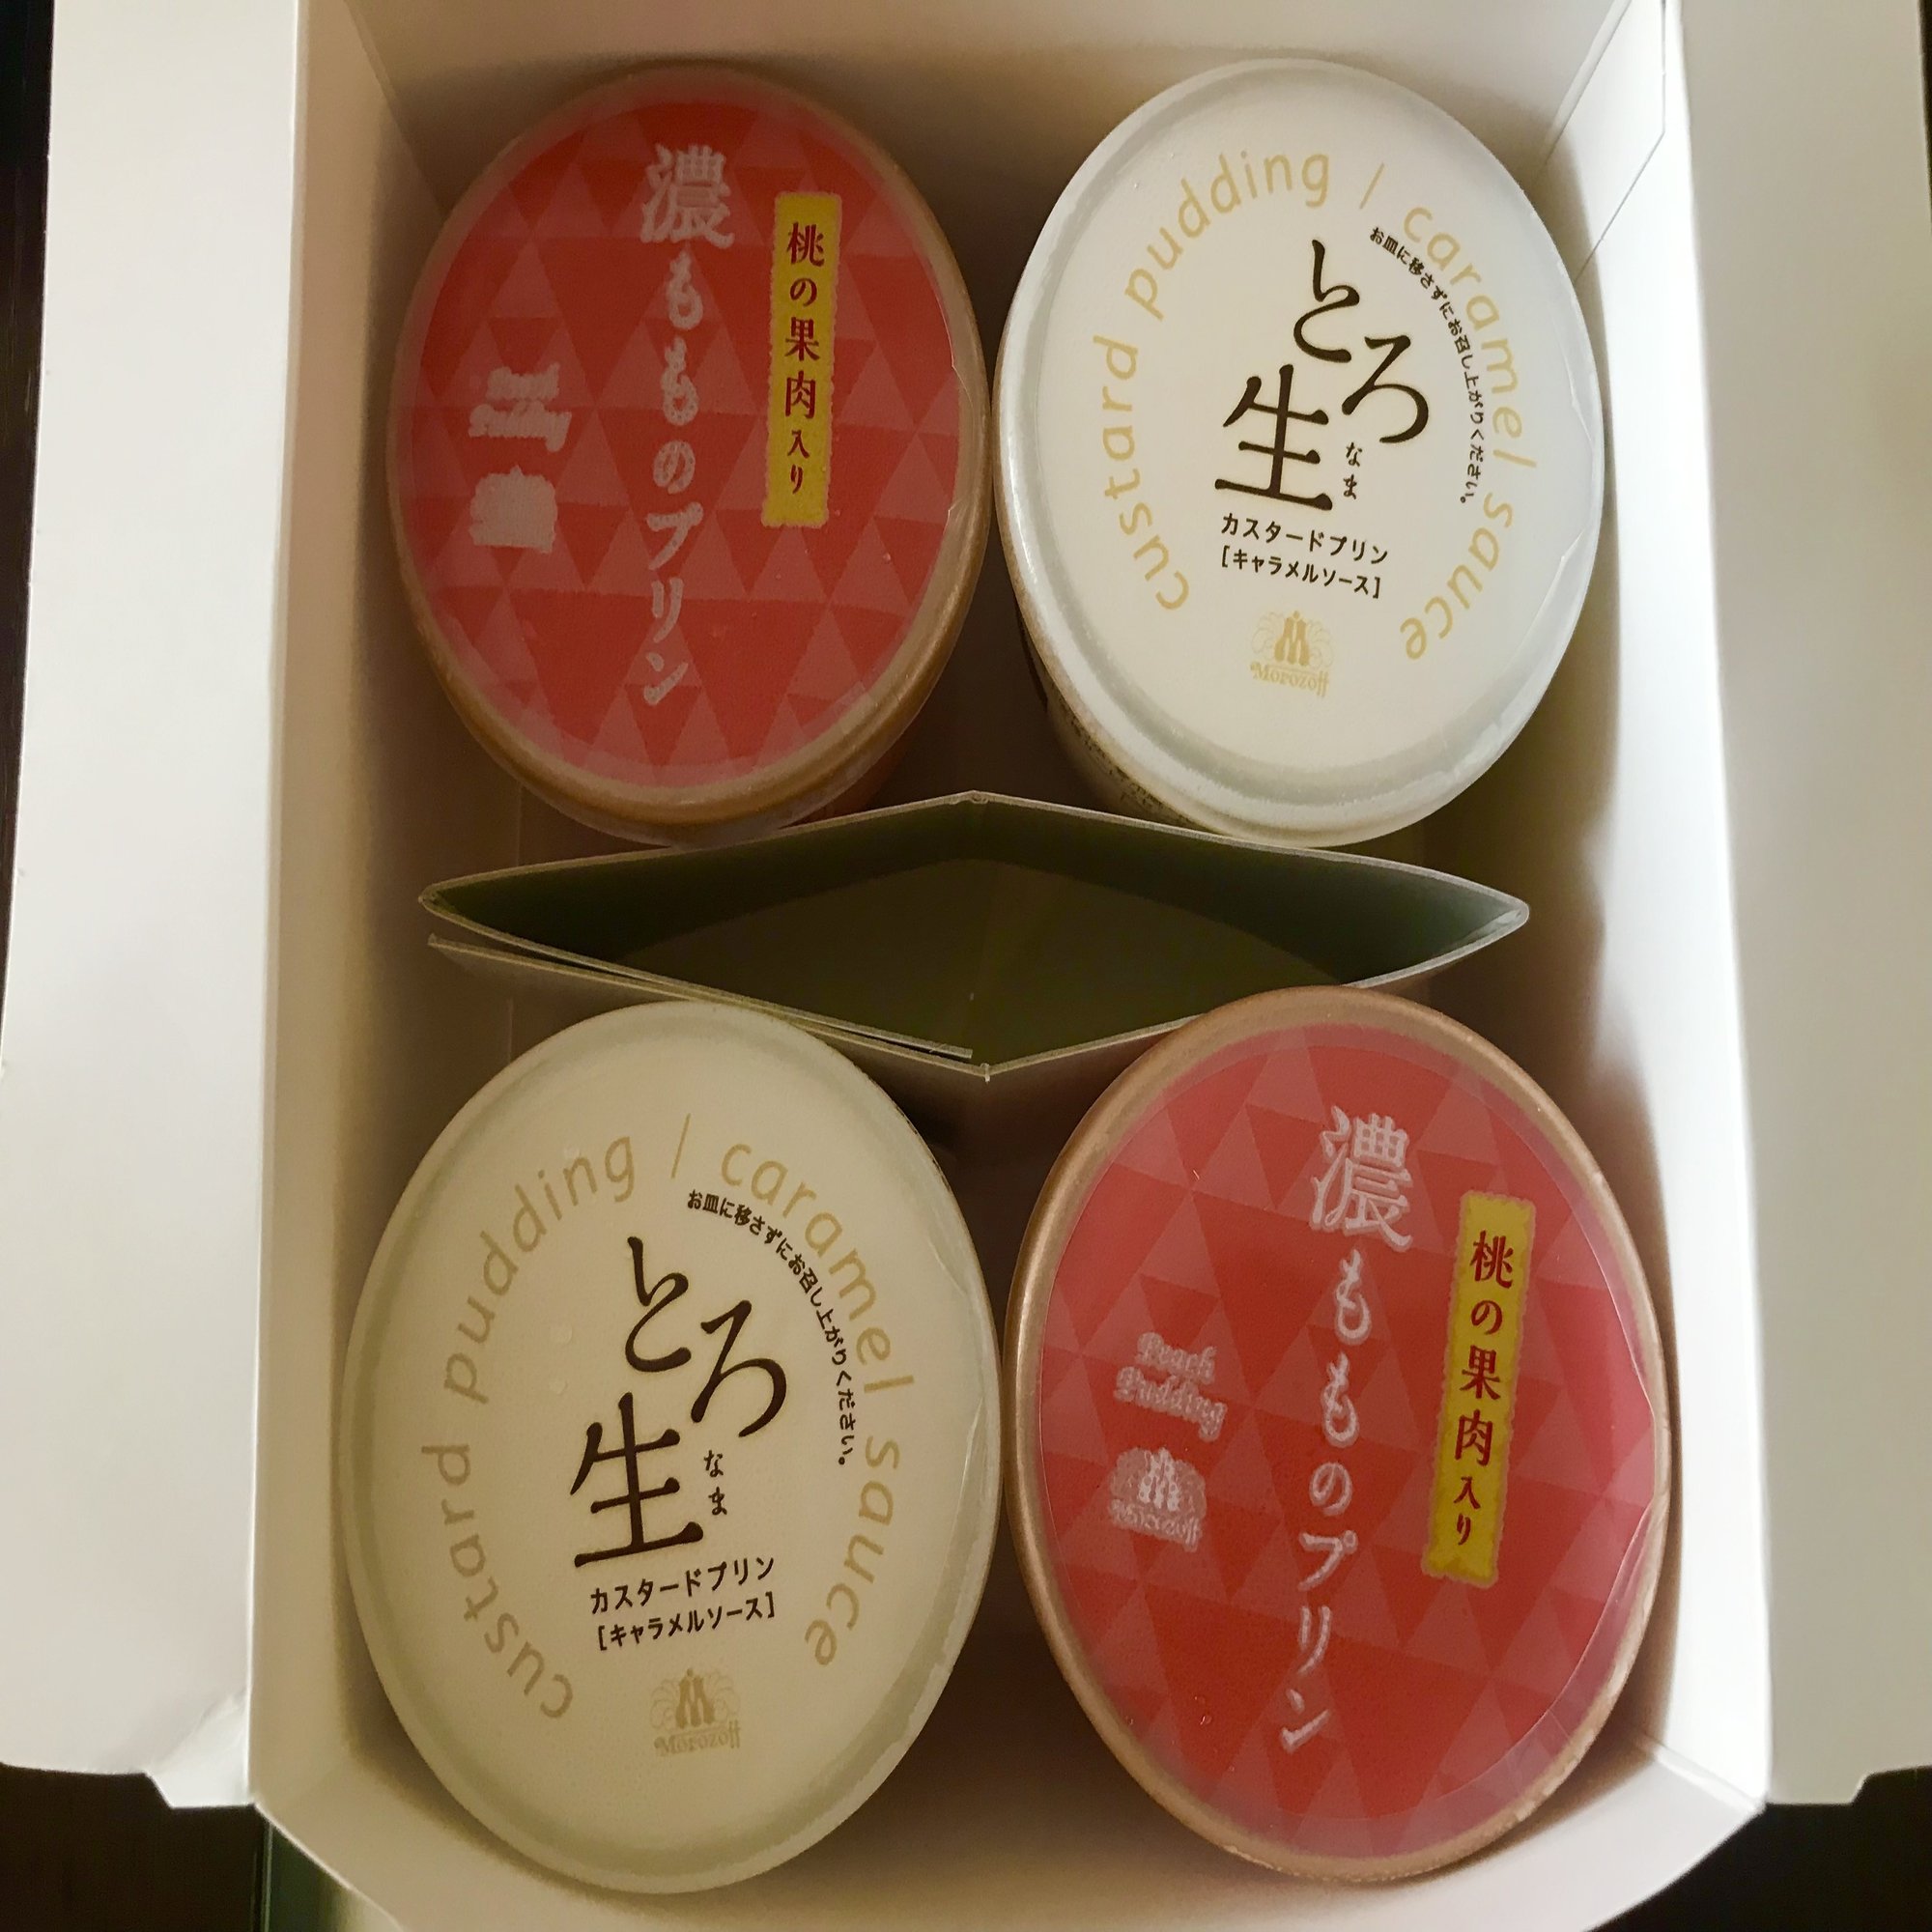 桃の果肉入り
濃もものプリン
Peach
Pudding
custard pudding / caramel sauce
お皿に移さずにお召し上がりください。
とろ
生
なま
カスタードプリン
[キャラメルソース]
Morozoff
custard pudding / caramel sauce
お皿に移さずにお召し上がりください。
とろ
生
なま
カスタードプリン
[キャラメルソース]
Morozoff
桃の果肉入り
濃もものプリン
Peach
Pudding
Morozoff